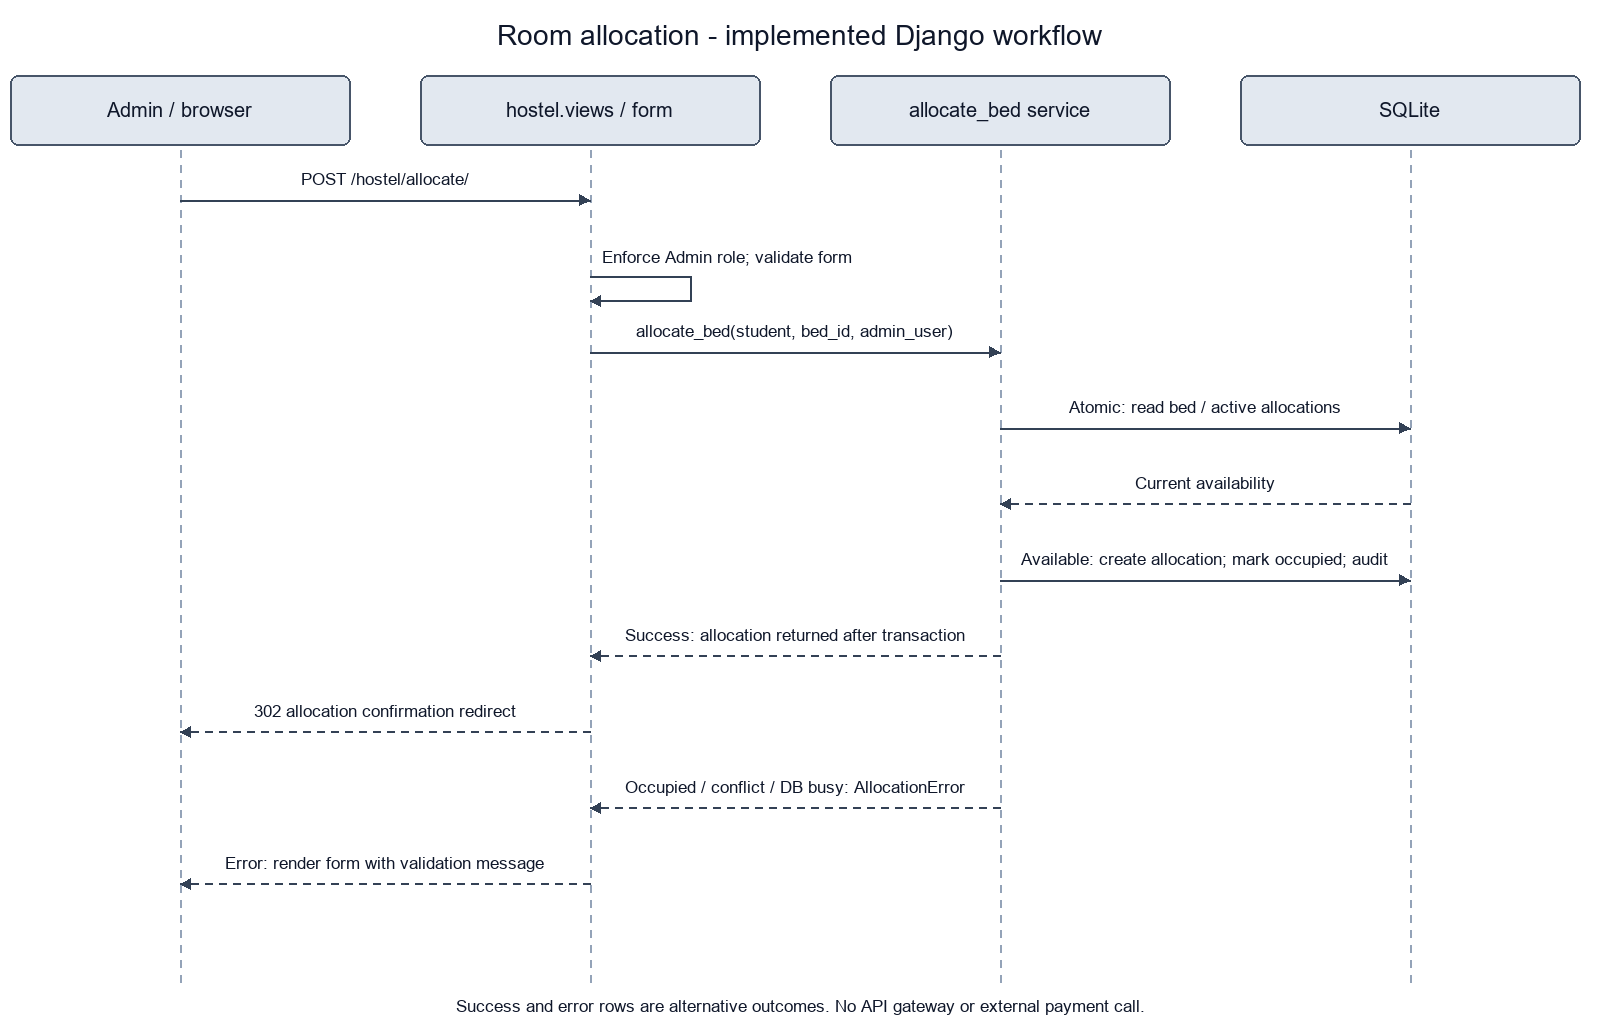 Room allocation - implemented Django workflow
Admin / browser
hostel.views / form
allocate_bed service
SQLite
POST /hostel/allocate/
Enforce Admin role; validate form
allocate_bed(student, bed_id, admin_user)
Atomic: read bed / active allocations
Current availability
Available: create allocation; mark occupied; audit
Success: allocation returned after transaction
302 allocation confirmation redirect
Occupied / conflict / DB busy: AllocationError
Error: render form with validation message
Success and error rows are alternative outcomes. No API gateway or external payment call.